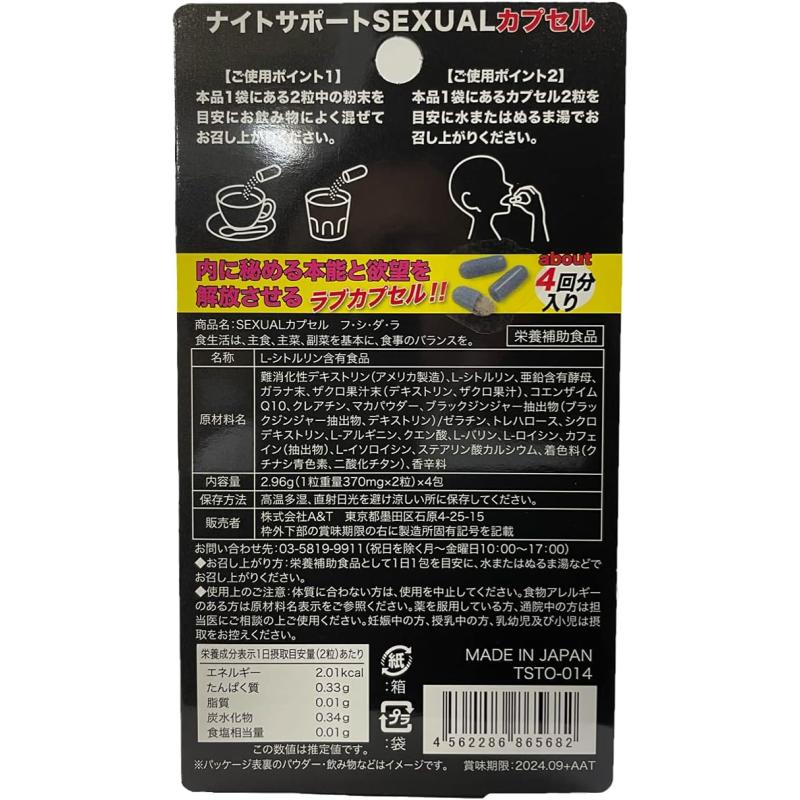 ナイトサポートSEXUALカプセル
【ご使用ポイント1】
本品1袋にある2粒中の粉末を
目安にお飲み物によく混ぜて
お召し上がりください。
【ご使用ポイント2】
本品1袋にあるカプセル2粒を
目安に水またはぬるま湯でお
召し上がりください。
内に秘める本能と欲望を
解放させる ラブカプセル!!
about
4回分
入り
商品名:SEXUALカプセル フ・シ・ダ・ラ
食生活は、主食、主菜、副菜を基本に、食事のバランスを。
栄養補助食品
名称 L-シトルリン含有食品
原材料名
難消化性デキストリン(アメリカ製造)、L-シトルリン、亜鉛含有酵母、
ガラナ末、ザクロ果汁末(デキストリン、ザクロ果汁)、コエンザイム
Q10、クレアチン、マカパウダー、ブラックジンジャー抽出物(ブラ
ックジンジャー抽出物、デキストリン)/ゼラチン、トレハロース、シクロ
デキストリン、L-アルギニン、クエン酸、L-バリン、L-ロイシン、カフェ
イン(抽出物)、L-イソロイシン、ステアリン酸カルシウム、着色料(ク
チナシ青色素、二酸化チタン)、香辛料
内容量 2.96g(1粒重量370mg×2粒)×4包
保存方法 高温多湿、直射日光を避け涼しい所に保存してください。
販売者
株式会社A&T 東京都墨田区石原4-25-15
枠外下部の賞味期限の右に製造所固有記号を記載
お問い合わせ先:03-5819-9911(祝日を除く月〜金曜日10:00〜17:00)
◆お召し上がり方:栄養補助食品として1日1包を目安に、水またはぬるま湯などで
お召し上がりください。
◆使用上のご注意:体質に合わない方は、使用を中止してください。食物アレルギー
のある方は原材料名表示をご参照ください。薬を服用している方、通院中の方は担
当医にご相談の上ご使用ください。妊娠中の方、授乳中の方、乳幼児及び小児は摂
取をお控えください。
栄養成分表示1日摂取目安量(2粒)あたり
エネルギー 2.01kcal
たんぱく質 0.33g
脂質 0.01g
炭水化物 0.34g
食塩相当量 0.01g
この数値は推定値です。
紙
:箱
プラ
:袋
MADE IN JAPAN
TSTO-014
4 562286 865682
※パッケージ表裏のパウダー・飲み物などはイメージです。
賞味期限:2024.09+AAT